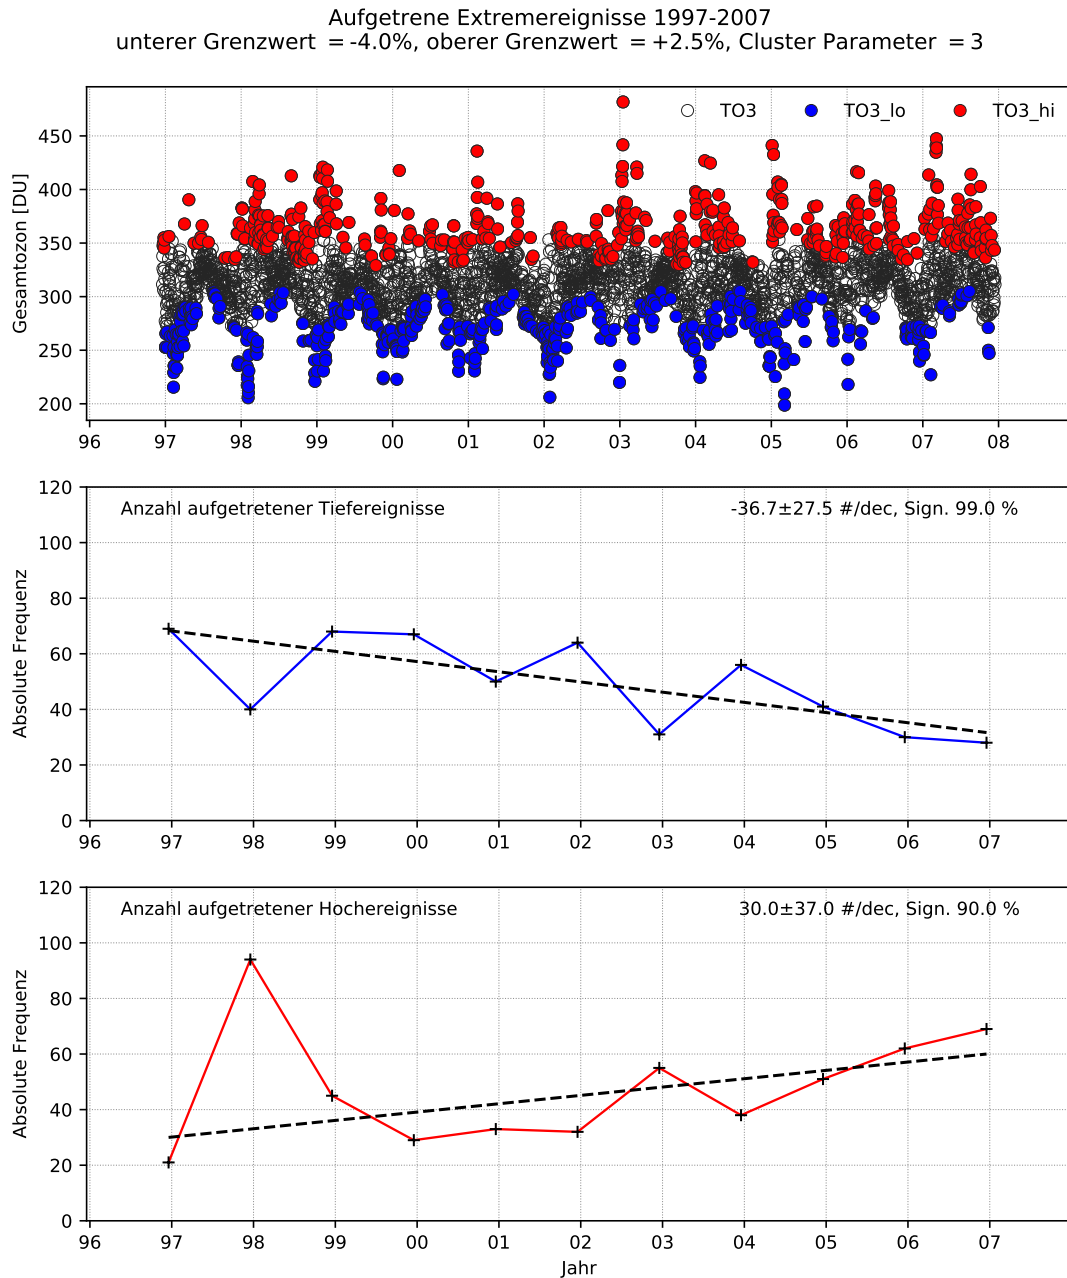 Aufgetrene Extremereignisse 1997-2007
unterer Grenzwert = -4.0%, oberer Grenzwert = +2.5%, Cluster Parameter = 3
TO3 TO3_lo TO3_hi
Gesamtozon [DU]
450
400
350
300
250
200
96 97 98 99 00 01 02 03 04 05 06 07 08
Anzahl aufgetretener Tiefereignisse -36.7±27.5 #/dec, Sign. 99.0 %
Absolute Frequenz
120
100
80
60
40
20
0
96 97 98 99 00 01 02 03 04 05 06 07
Anzahl aufgetretener Hochereignisse 30.0±37.0 #/dec, Sign. 90.0 %
Absolute Frequenz
120
100
80
60
40
20
0
96 97 98 99 00 01 02 03 04 05 06 07
Jahr